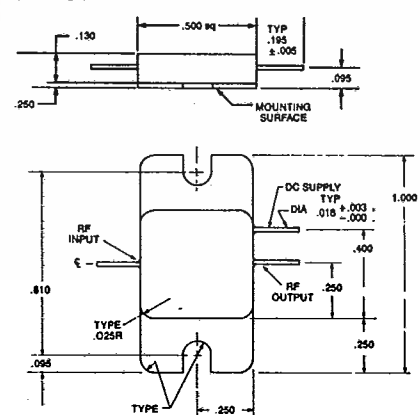 .500 sq
TYP
.195
±.005
.130
.095
.250
MOUNTING
SURFACE
DC SUPPLY
TYP
DIA
.018 +.003
-.000
1.000
RF
INPUT
℄
.400
.810
.250
RF
OUTPUT
TYPE
.025R
.250
.095
TYPE
.250